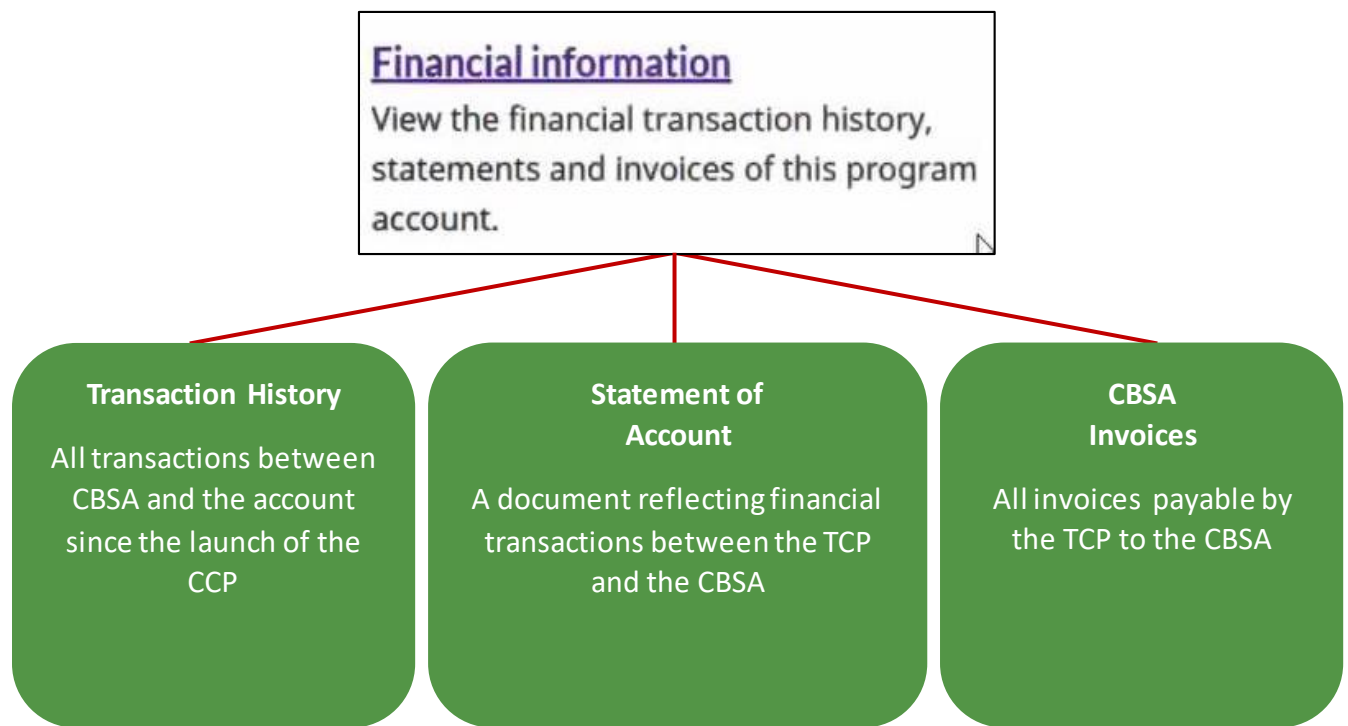 Financial information
View the financial transaction history,
statements and invoices of this program
account.
Transaction History
All transactions between
CBSA and the account
since the launch of the
CCP
Statement of
Account
A document reflecting financial
transactions between the TCP
and the CBSA
CBSA
Invoices
All invoices payable by
the TCP to the CBSA